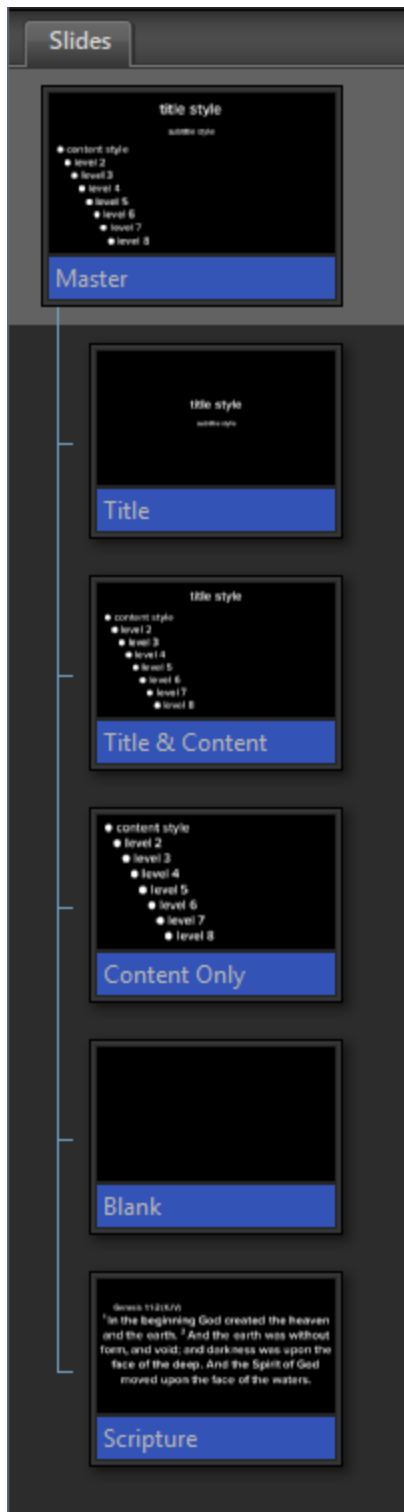 Slides
title style
subtitle style
content style
level 2
level 3
level 4
level 5
level 6
level 7
level 8
Master
title style
subtitle style
Title
title style
content style
level 2
level 3
level 4
level 5
level 6
level 7
level 8
Title & Content
content style
level 2
level 3
level 4
level 5
level 6
level 7
level 8
Content Only
Blank
Genesis 1:1-2 (KJV)
1 In the beginning God created the heaven
and the earth. 2 And the earth was without
form, and void; and darkness was upon the
face of the deep. And the Spirit of God
moved upon the face of the waters.
Scripture